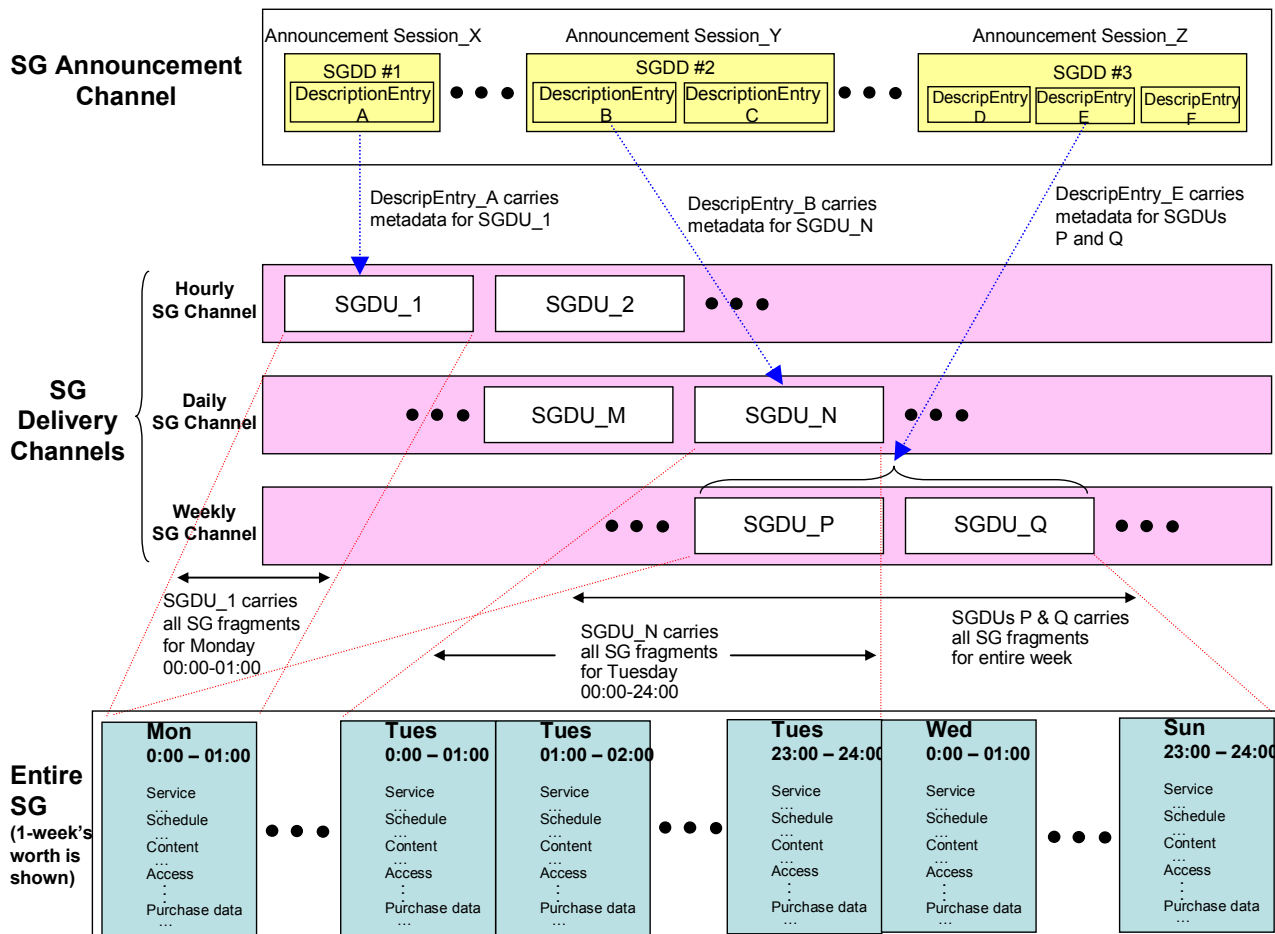 Announcement Session_X
Announcement Session_Y
Announcement Session_Z
SG Announcement
Channel
SGDD #1
DescriptionEntry
A
SGDD #2
DescriptionEntry
B
DescriptionEntry
C
SGDD #3
DescripEntry
D
DescripEntry
E
DescripEntry
F
DescripEntry_A carries
metadata for SGDU_1
DescripEntry_B carries
metadata for SGDU_N
DescripEntry_E carries
metadata for SGDUs
P and Q
SG
Delivery
Channels
Hourly
SG Channel
SGDU_1
SGDU_2
Daily
SG Channel
SGDU_M
SGDU_N
Weekly
SG Channel
SGDU_P
SGDU_Q
SGDU_1 carries
all SG fragments
for Monday
00:00-01:00
SGDU_N carries
all SG fragments
for Tuesday
00:00-24:00
SGDUs P & Q carries
all SG fragments
for entire week
Entire
SG
(1-week's
worth is
shown)
Mon
0:00 – 01:00
Service
...
Schedule
...
Content
...
Access
Purchase data
...
Tues
0:00 – 01:00
Service
...
Schedule
...
Content
...
Access
Purchase data
...
Tues
01:00 – 02:00
Service
...
Schedule
...
Content
...
Access
Purchase data
...
Tues
23:00 – 24:00
Service
...
Schedule
...
Content
...
Access
Purchase data
...
Wed
0:00 – 01:00
Service
...
Schedule
...
Content
...
Access
Purchase data
...
Sun
23:00 – 24:00
Service
...
Schedule
...
Content
...
Access
Purchase data
...